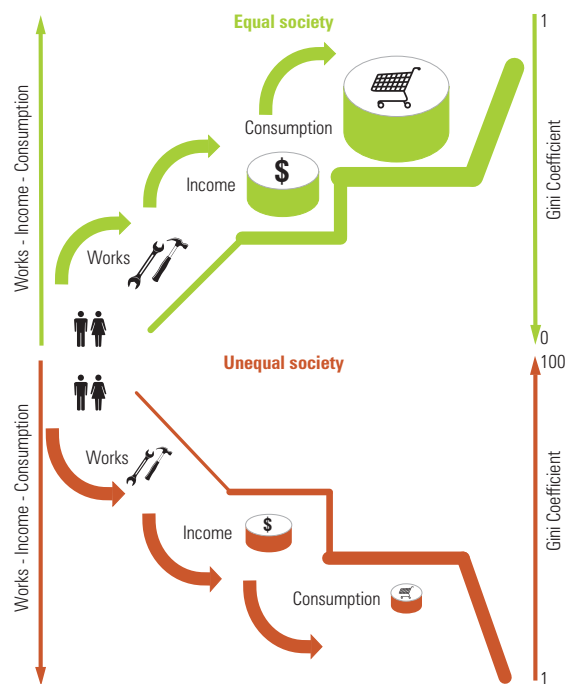 Equal society
1
Consumption
$
Income
Works
Works - Income - Consumption
Gini Coefficient
0
Unequal society
100
Works
Income
$
Consumption
Works - Income - Consumption
Gini Coefficient
1